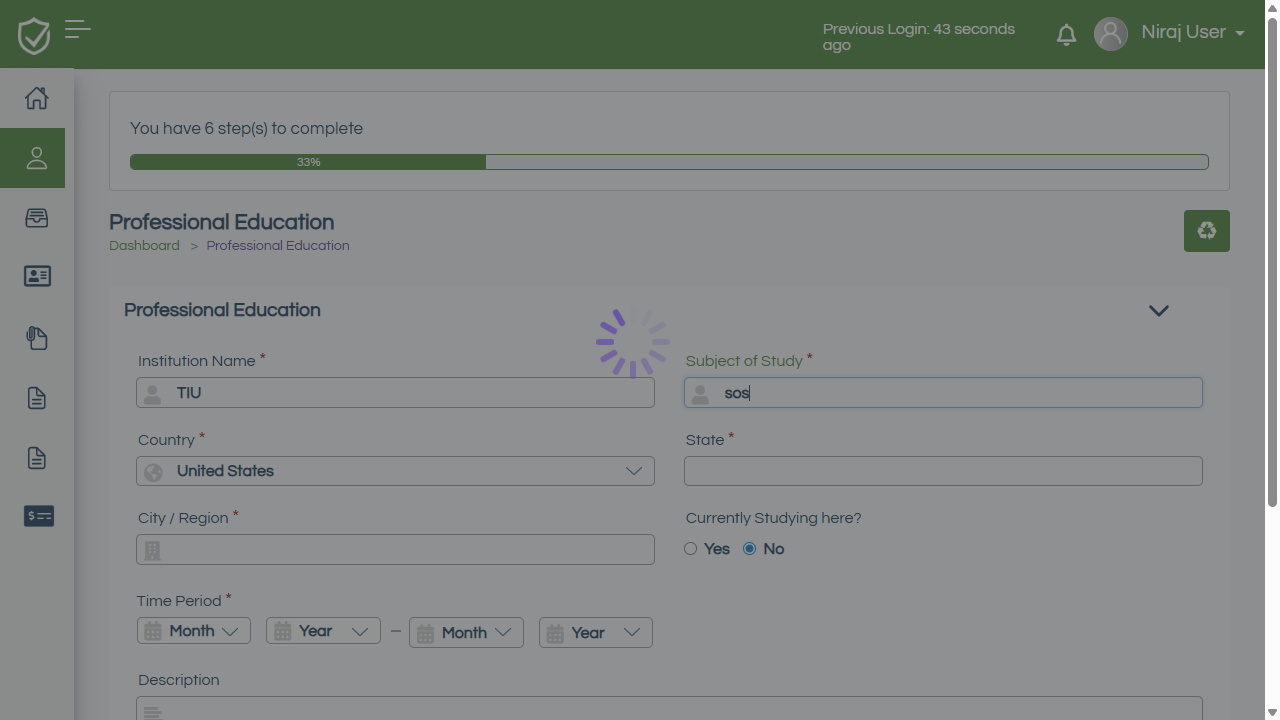 Previous Login: 43 seconds
ago
Niraj User
You have 6 step(s) to complete
33%
Professional Education
Dashboard > Professional Education
Professional Education
Institution Name *
Subject of Study *
TIU
sos
Country *
State *
United States
City / Region *
Currently Studying here?
Yes No
Time Period *
Month Year – Month Year
Description